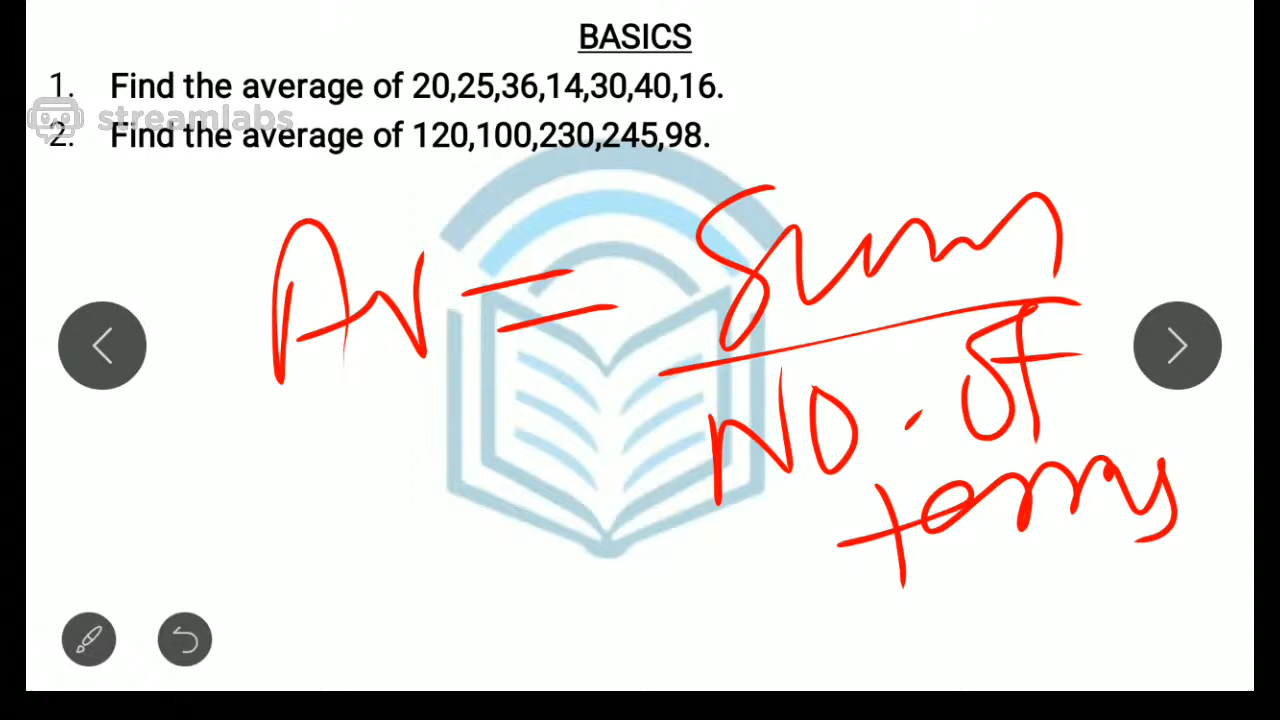 BASICS
1. Find the average of 20,25,36,14,30,40,16.
streamlabs
2. Find the average of 120,100,230,245,98.
Av = Sum
No. of
terms